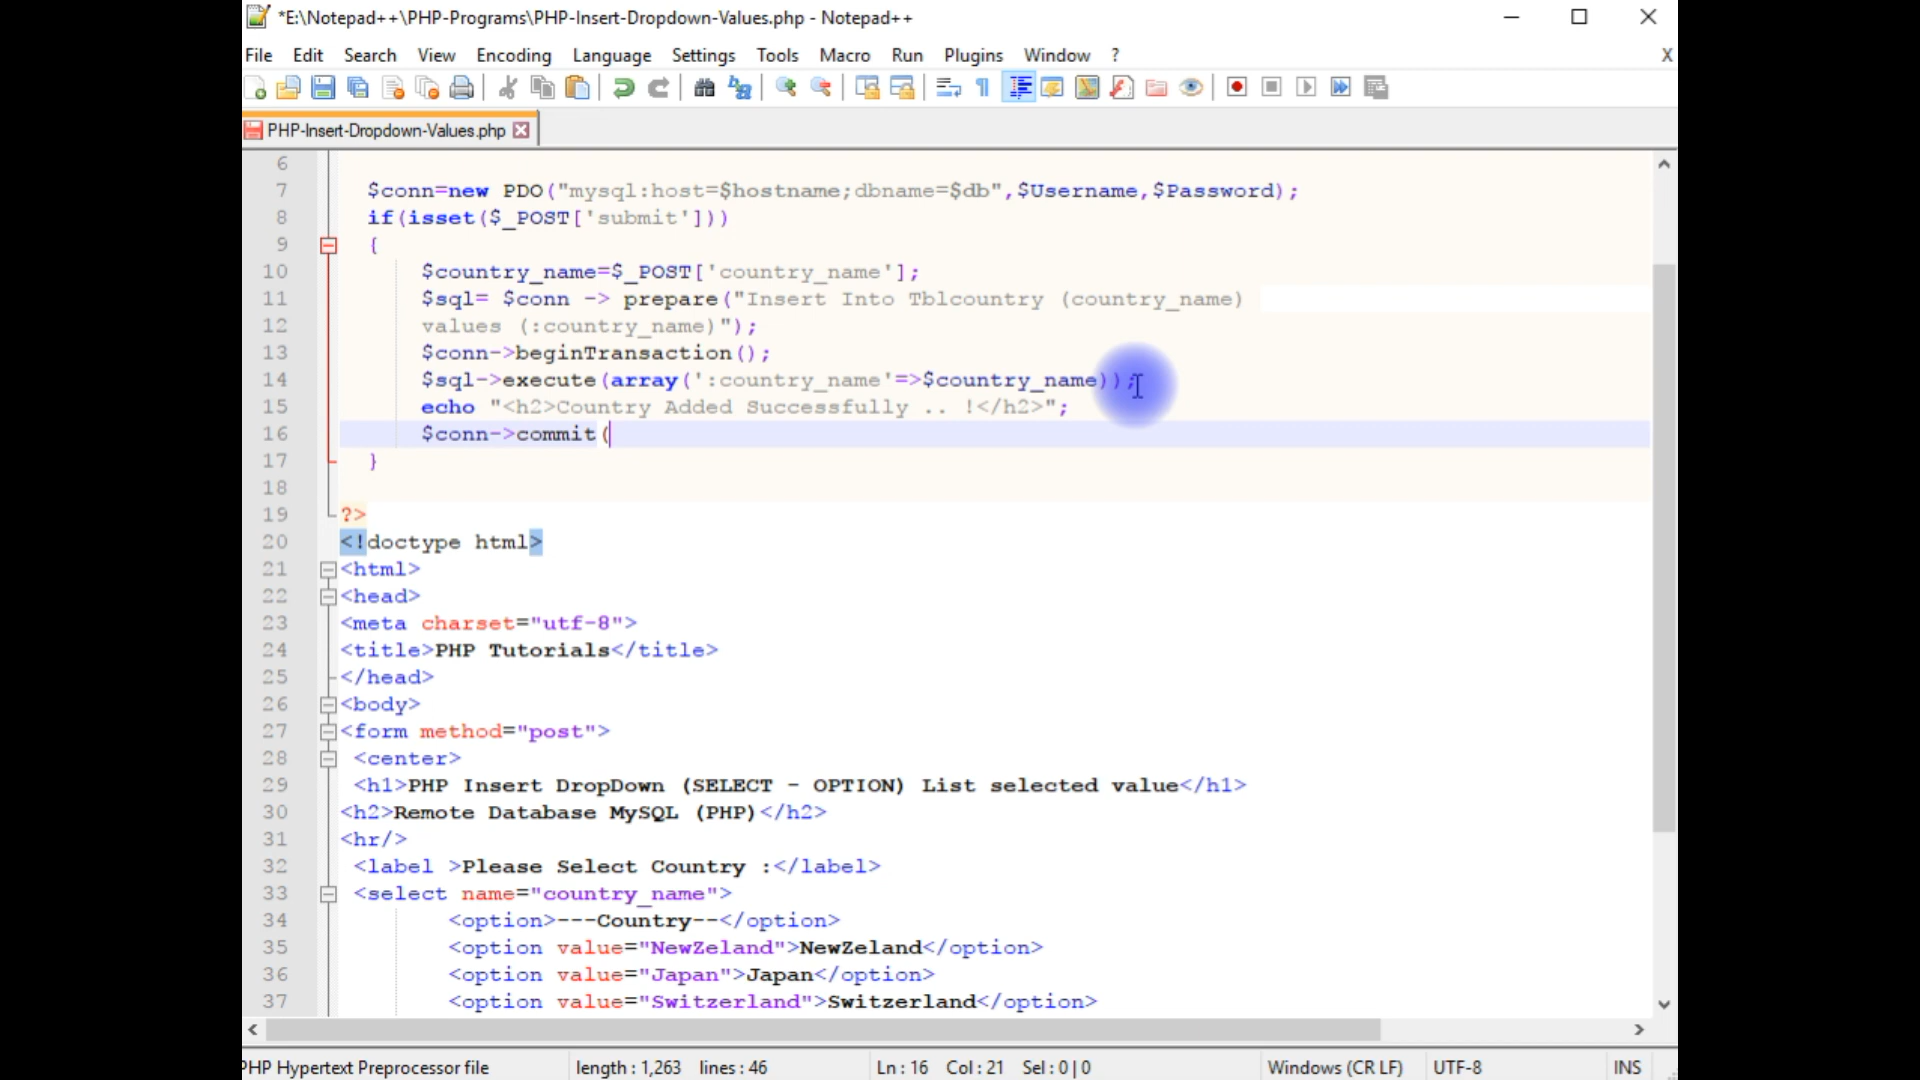 *E:\Notepad++\PHP-Programs\PHP-Insert-Dropdown-Values.php - Notepad++
File Edit Search View Encoding Language Settings Tools Macro Run Plugins Window ? X
PHP-Insert-Dropdown-Values.php
6
7 $conn=new PDO("mysql:host=$hostname;dbname=$db",$Username,$Password);
8 if(isset($_POST['submit']))
9 {
10 $country_name=$_POST['country_name'];
11 $sql= $conn -> prepare("Insert Into Tblcountry (country_name)
12 values (:country_name)");
13 $conn->beginTransaction();
14 $sql->execute(array(':country_name'=>$country_name));
15 echo "<h2>Country Added Successfully .. !</h2>";
16 $conn->commit(
17 }
18
19 ?>
20 <!doctype html>
21 <html>
22 <head>
23 <meta charset="utf-8">
24 <title>PHP Tutorials</title>
25 </head>
26 <body>
27 <form method="post">
28 <center>
29 <h1>PHP Insert DropDown (SELECT - OPTION) List selected value</h1>
30 <h2>Remote Database MySQL (PHP)</h2>
31 <hr/>
32 <label >Please Select Country :</label>
33 <select name="country_name">
34 <option>---Country--</option>
35 <option value="NewZeland">NewZeland</option>
36 <option value="Japan">Japan</option>
37 <option value="Switzerland">Switzerland</option>
PHP Hypertext Preprocessor file length : 1,263 lines : 46 Ln : 16 Col : 21 Sel : 0 | 0 Windows (CR LF) UTF-8 INS